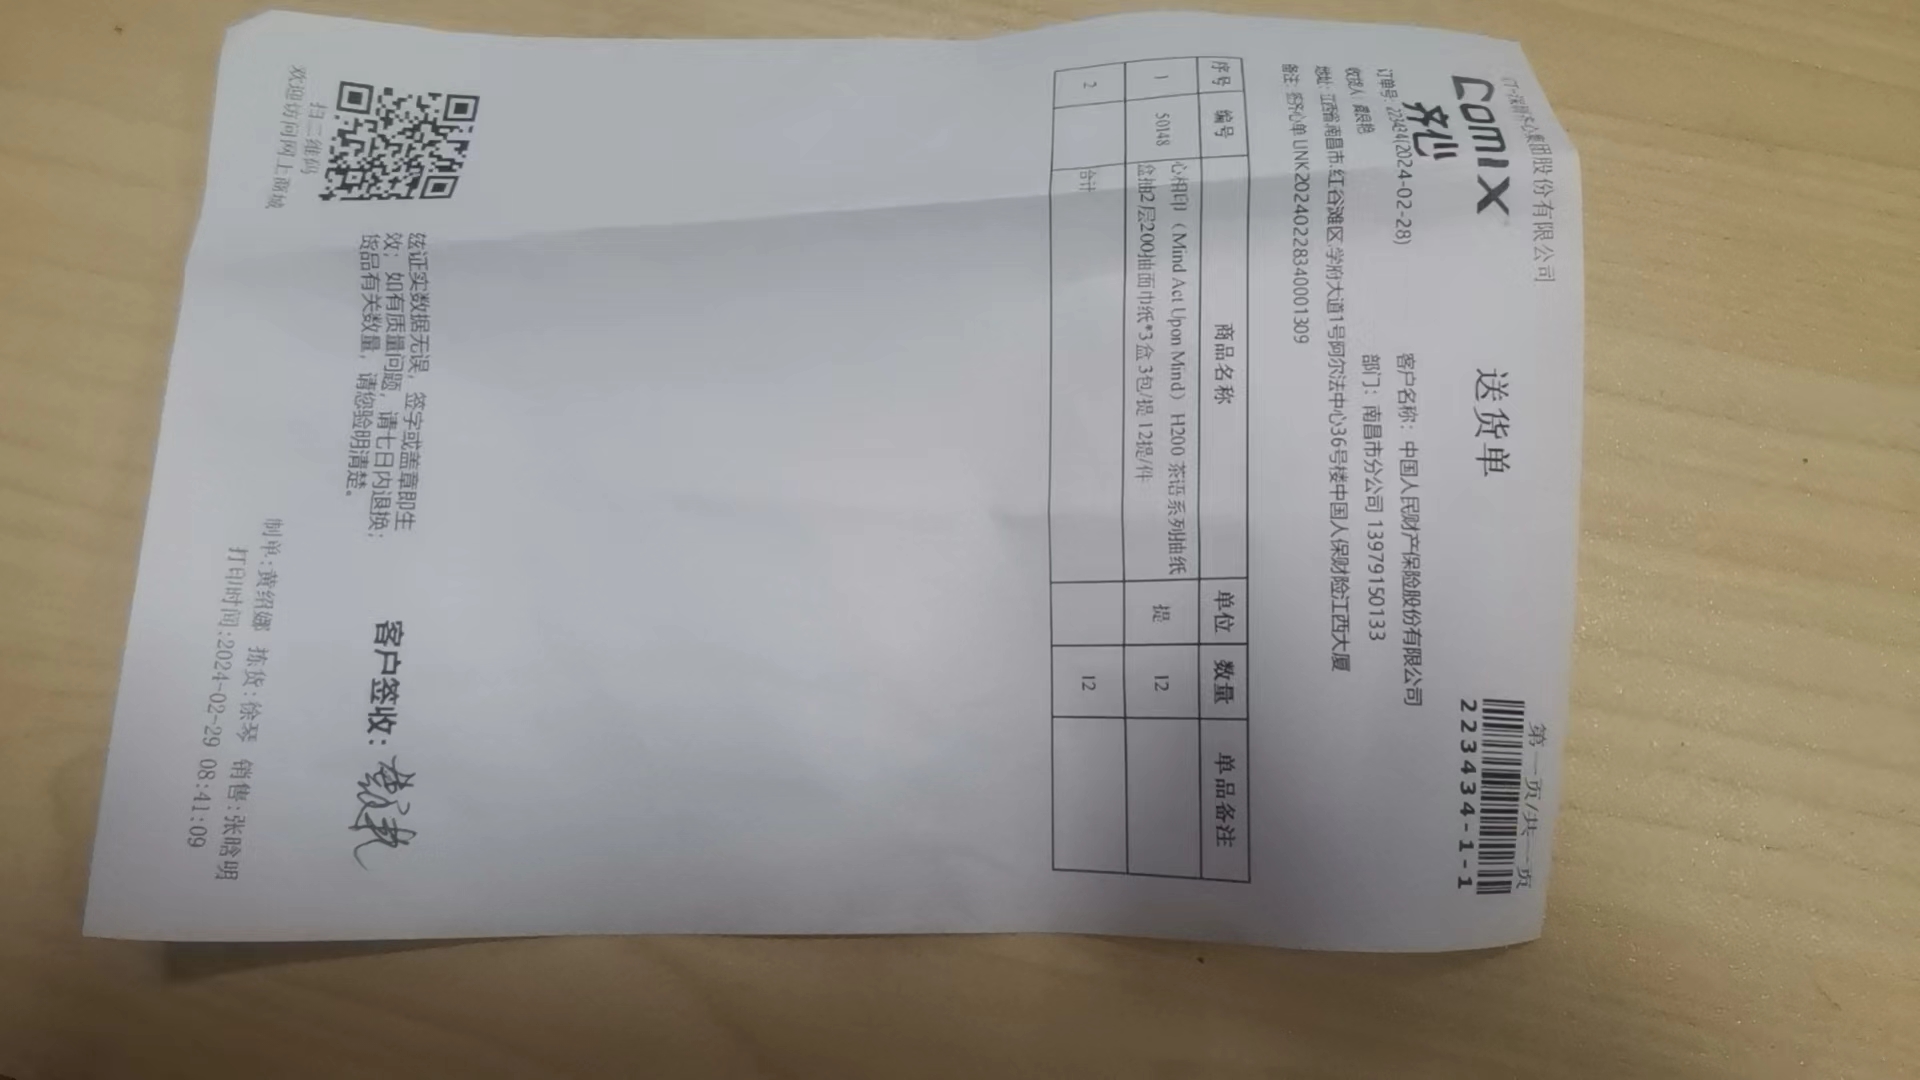 深圳齐心集团股份有限公司
第一页/共一页
COMIX
齐心
送货单
223434-1-1
订单号: 223434(2024-02-28)
客户名称：中国人民财产保险股份有限公司
收货人:
部门：南昌市分公司 13979150133
地址: 江西省,南昌市,红谷滩区,学府大道1号阿尔法中心36号楼中国人保财险江西大厦
备注: 签齐心单 LINK20240228340001309
序号 编号 商品名称 单位 数量 单品备注
1 50148 心相印（Mind Act Upon Mind）H200 茶语系列抽纸 提 12
盒抽2层200抽面巾纸*3盒 3包/提 12提/件
2 合计 12
兹证实数据无误，签字或盖章即生
效；如有质量问题，请七日内退换；
货品有关数量，请您验明清楚。
客户签收：
扫二维码
欢迎访问网上商城
制单:黄绍娜 拣货:徐琴 销售:张晗明
打印时间:2024-02-29 08:41:09